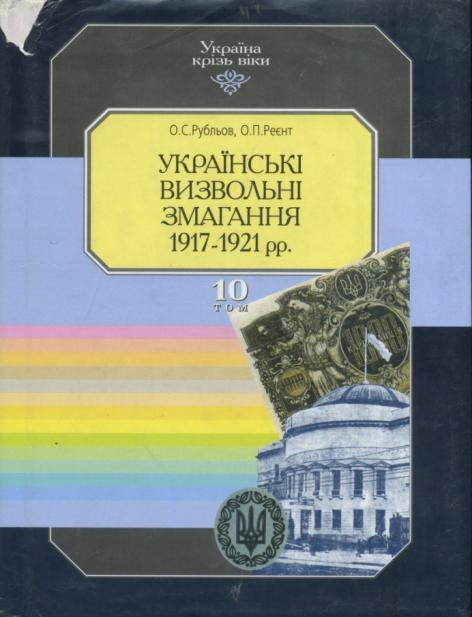 Україна
крізь віки
О.С.Рубльов, О.П.Реєнт
УКРАЇНСЬКІ
ВИЗВОЛЬНІ
ЗМАГАННЯ
1917-1921 рр.
10
ТОМ